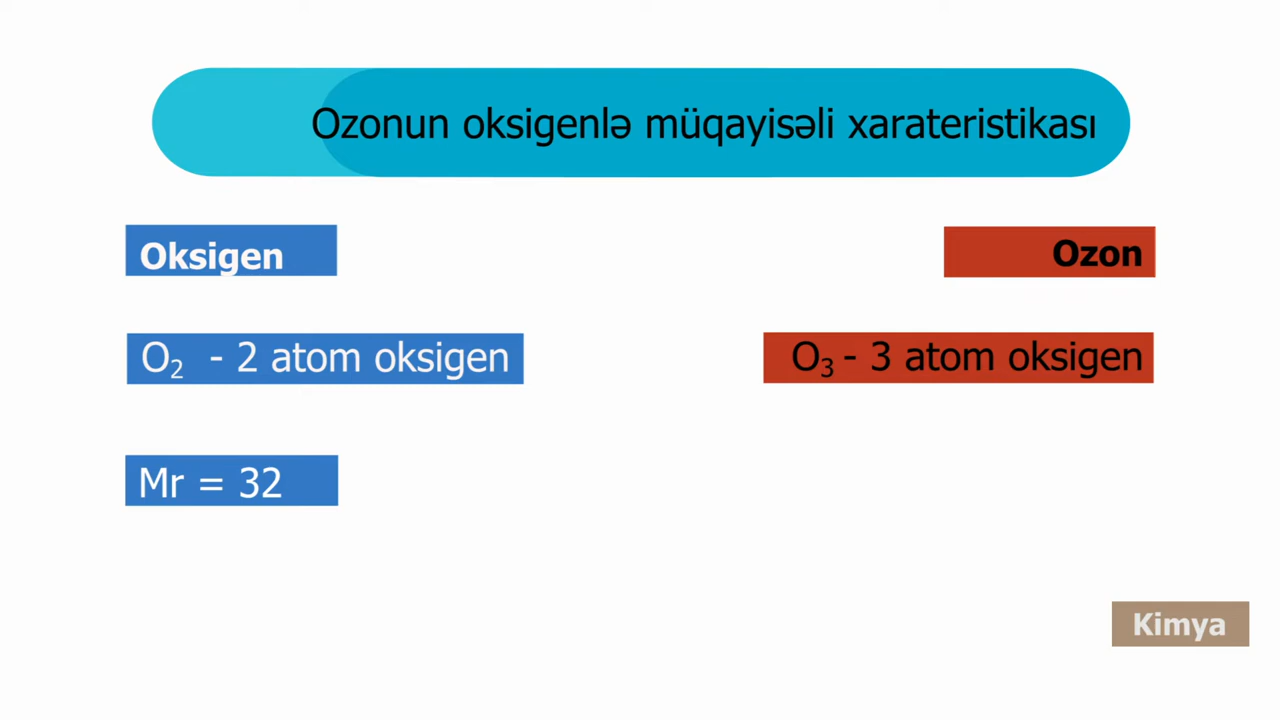 Ozonun oksigenlə müqayisəli xarateristikası
Oksigen
Ozon
O₂ - 2 atom oksigen
O₃ - 3 atom oksigen
Mr = 32
Kimya